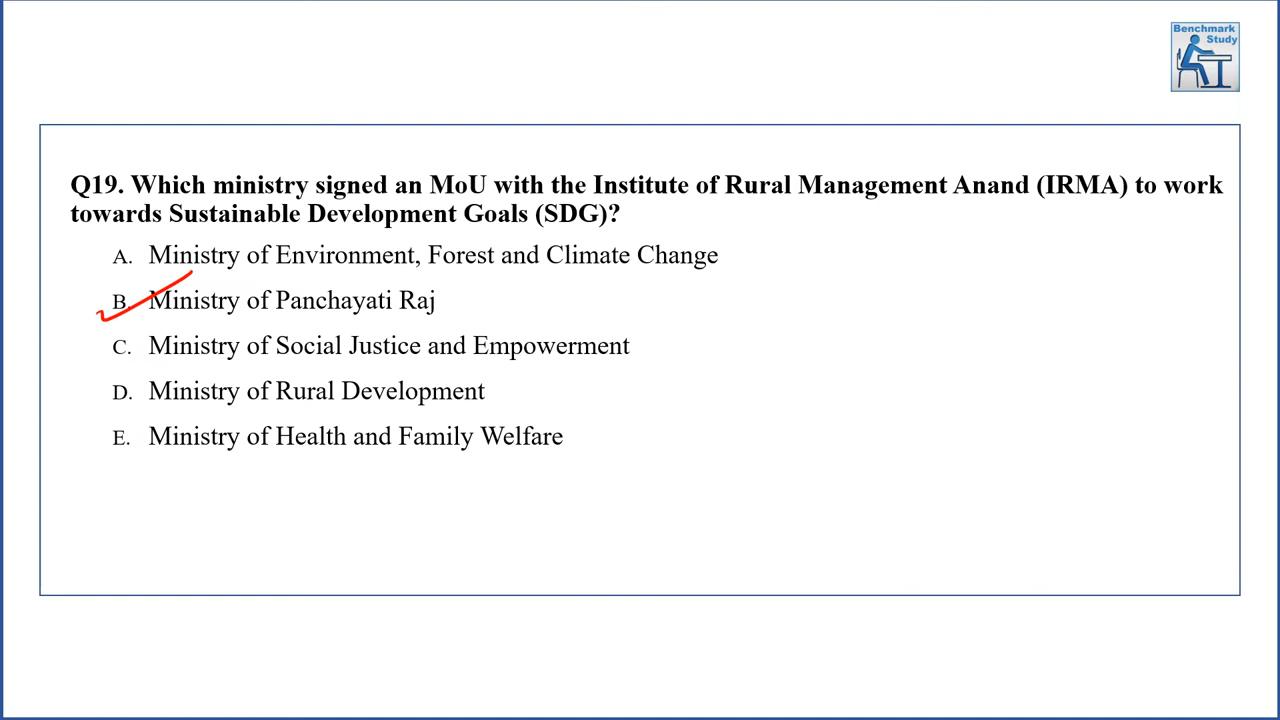 Benchmark
Study
Q19. Which ministry signed an MoU with the Institute of Rural Management Anand (IRMA) to work
towards Sustainable Development Goals (SDG)?
A. Ministry of Environment, Forest and Climate Change
B. Ministry of Panchayati Raj
C. Ministry of Social Justice and Empowerment
D. Ministry of Rural Development
E. Ministry of Health and Family Welfare